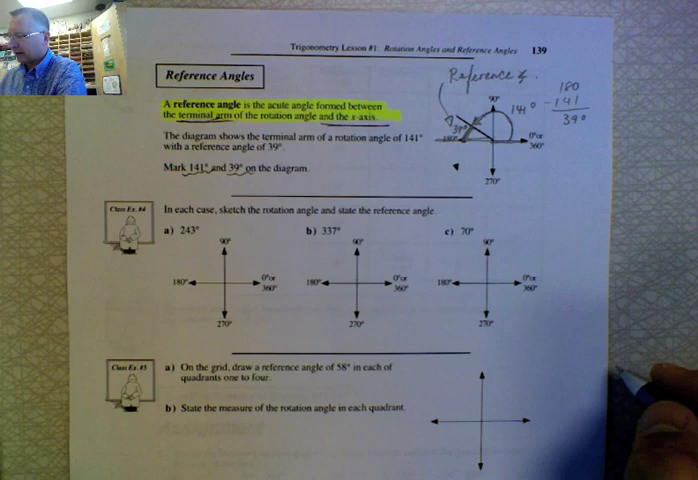 Trigonometry Lesson #1: Rotation Angles and Reference Angles 139
Reference Angles
Reference ∠.
A reference angle is the acute angle formed between
the terminal arm of the rotation angle and the x-axis.
The diagram shows the terminal arm of a rotation angle of 141°
with a reference angle of 39°.
Mark 141° and 39° on the diagram.
90°
141°
39°
180°
0° or
360°
270°
180
-141
39°
Class Ex. #4
In each case, sketch the rotation angle and state the reference angle.
a) 243° b) 337° c) 70°
90° 90° 90°
180° 0° or 180° 0° or 180° 0° or
360° 360° 360°
270° 270° 270°
Class Ex. #5
a) On the grid, draw a reference angle of 58° in each of
quadrants one to four.
b) State the measure of the rotation angle in each quadrant.